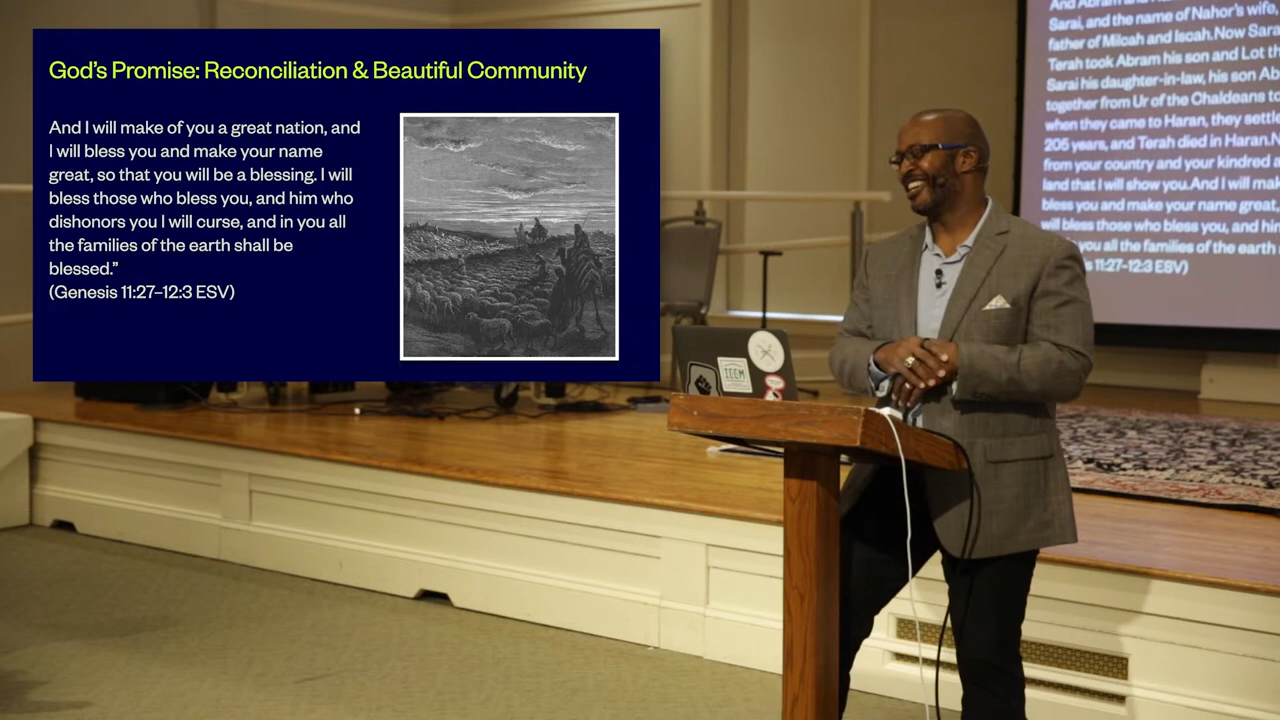 God’s Promise: Reconciliation & Beautiful Community
And I will make of you a great nation, and
I will bless you and make your name
great, so that you will be a blessing. I will
bless those who bless you, and him who
dishonors you I will curse, and in you all
the families of the earth shall be
blessed.”
(Genesis 11:27–12:3 ESV)
And Abram and
Sarai, and the name of Nahor’s wife,
father of Milcah and Iscah.Now Sara
Terah took Abram his son and Lot th
Sarai his daughter-in-law, his son Ab
together from Ur of the Chaldeans to
when they came to Haran, they settle
205 years, and Terah died in Haran.N
from your country and your kindred a
land that I will show you.And I will mak
bless you and make your name great,
will bless those who bless you, and him
you all the families of the earth
11:27–12:3 ESV)